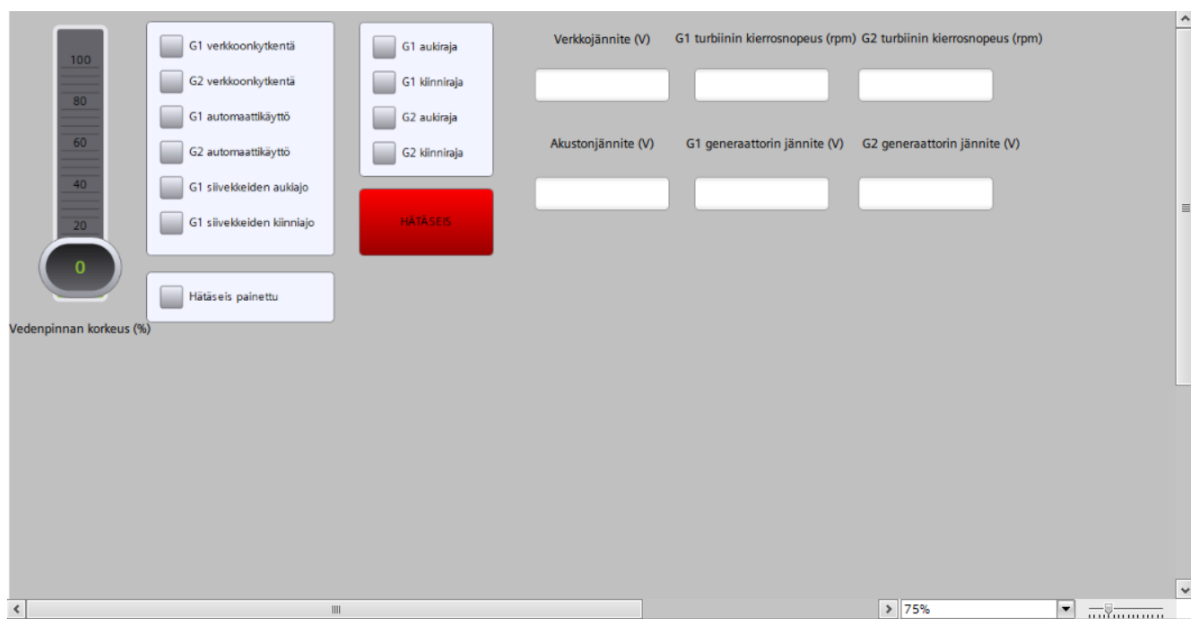 100
80
60
40
20
0
Vedenpinnan korkeus (%)
G1 verkkoonkytkentä
G2 verkkoonkytkentä
G1 automaattikäyttö
G2 automaattikäyttö
G1 siivekkeiden aukiajo
G1 siivekkeiden kiinniajo
Hätäseis painettu
G1 aukiraja
G1 kiinniraja
G2 aukiraja
G2 kiinniraja
HÄTÄSEIS
Verkkojännite (V)
G1 turbiinin kierrosnopeus (rpm)
G2 turbiinin kierrosnopeus (rpm)
Akustonjännite (V)
G1 generaattorin jännite (V)
G2 generaattorin jännite (V)
75%